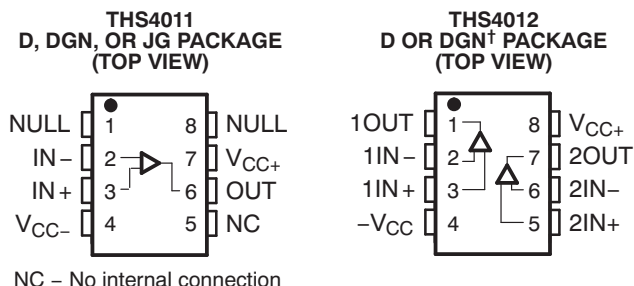 THS4011
D, DGN, OR JG PACKAGE
(TOP VIEW)
NULL 1 8 NULL
IN− 2 7 VCC+
IN+ 3 6 OUT
VCC− 4 5 NC
NC − No internal connection
THS4012
D OR DGN† PACKAGE
(TOP VIEW)
1OUT 1 8 VCC+
1IN− 2 7 2OUT
1IN+ 3 6 2IN−
−VCC 4 5 2IN+